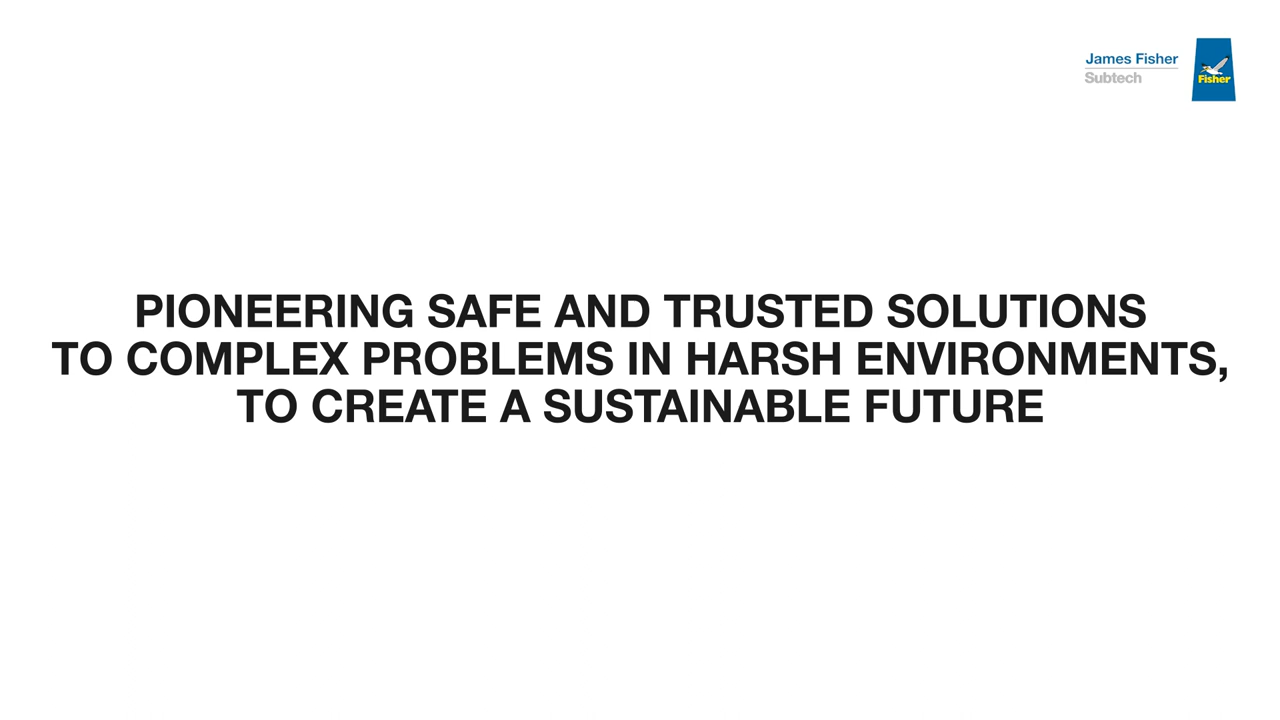 James Fisher
Subtech
Fisher
PIONEERING SAFE AND TRUSTED SOLUTIONS
TO COMPLEX PROBLEMS IN HARSH ENVIRONMENTS,
TO CREATE A SUSTAINABLE FUTURE